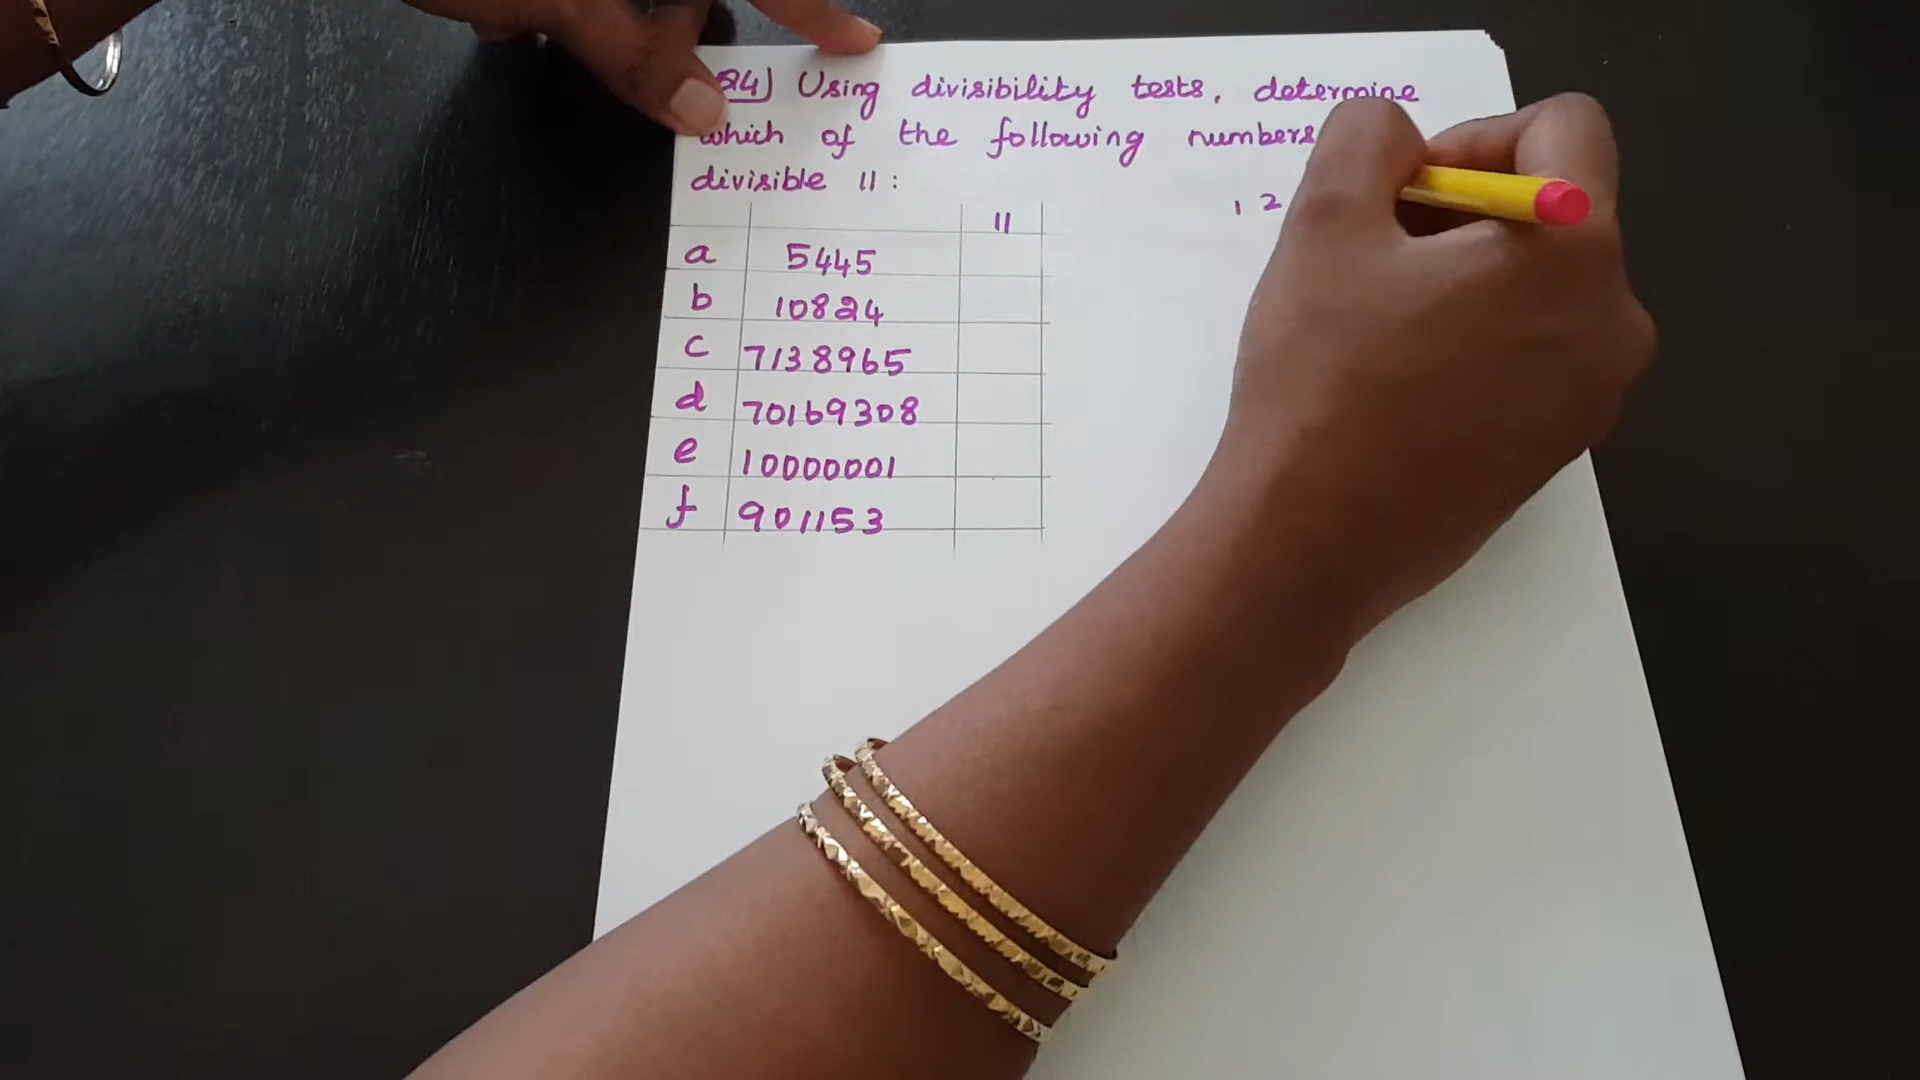 24) Using divisibility tests, determine
which of the following numbers
divisible 11 :
1 2
11
a 5445
b 10824
c 7138965
d 70169308
e 10000001
f 901153